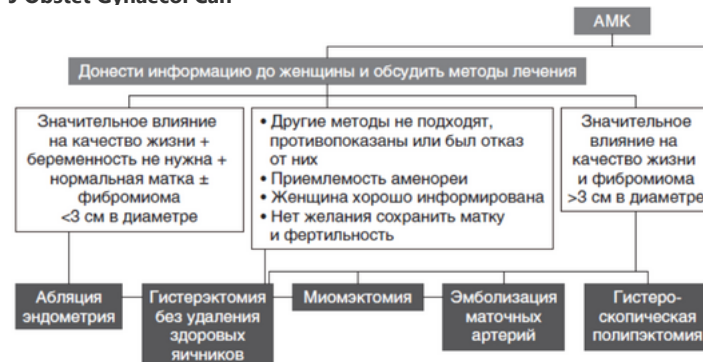 J Obstet Gynaecol Can
АМК
Донести информацию до женщины и обсудить методы лечения
Значительное влияние
на качество жизни +
беременность не нужна +
нормальная матка ±
фибромиома
<3 см в диаметре
• Другие методы не подходят,
противопоказаны или был отказ
от них
• Приемлемость аменореи
• Женщина хорошо информирована
• Нет желания сохранить матку
и фертильность
Значительное
влияние на
качество жизни
и фибромиома
>3 см в диаметре
Абляция
эндометрия
Гистерэктомия
без удаления
здоровых
яичников
Миомэктомия
Эмболизация
маточных
артерий
Гистеро-
скопическая
полипэктомия